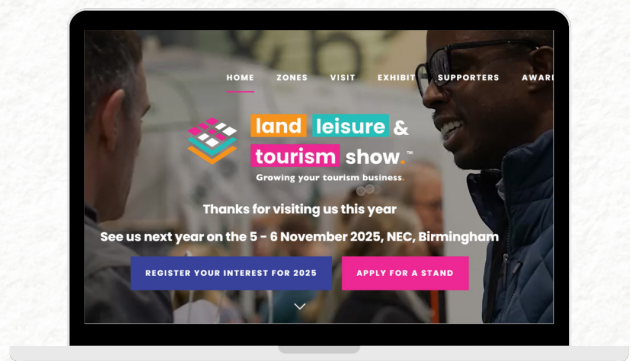 HOME ZONES VISIT EXHIBIT SUPPORTERS AWARD
land leisure &
tourism show.™
Growing your tourism business.
Thanks for visiting us this year
See us next year on the 5 - 6 November 2025, NEC, Birmingham
REGISTER YOUR INTEREST FOR 2025 APPLY FOR A STAND